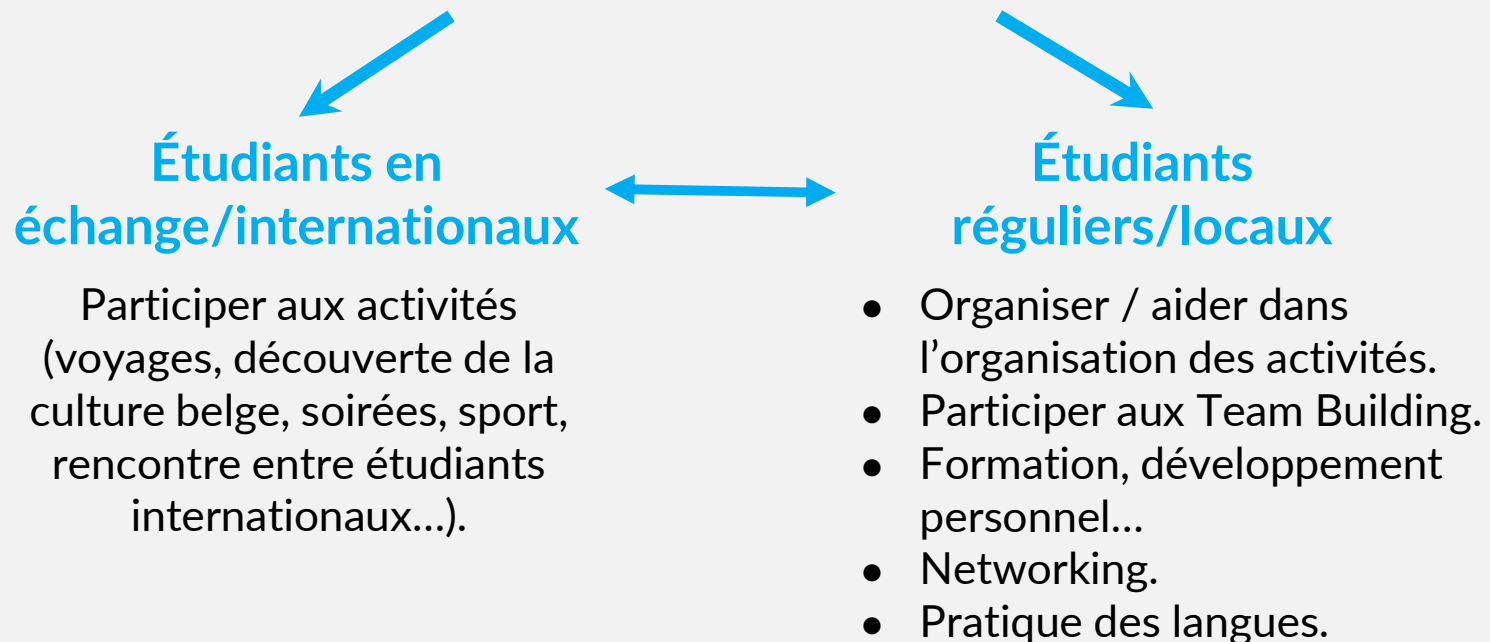 Étudiants en
échange/internationaux
Participer aux activités
(voyages, découverte de la
culture belge, soirées, sport,
rencontre entre étudiants
internationaux…).
Étudiants
réguliers/locaux
● Organiser / aider dans
l’organisation des activités.
● Participer aux Team Building.
● Formation, développement
personnel…
● Networking.
● Pratique des langues.